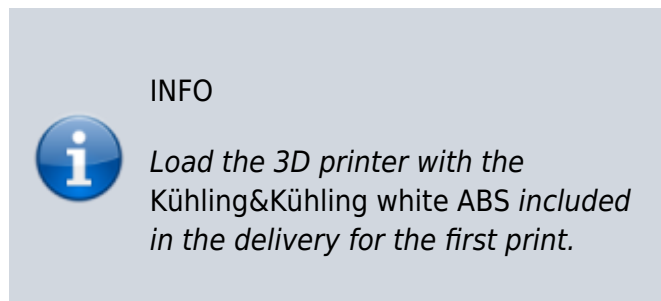 INFO
Load the 3D printer with the
Kühling&Kühling white ABS included
in the delivery for the first print.